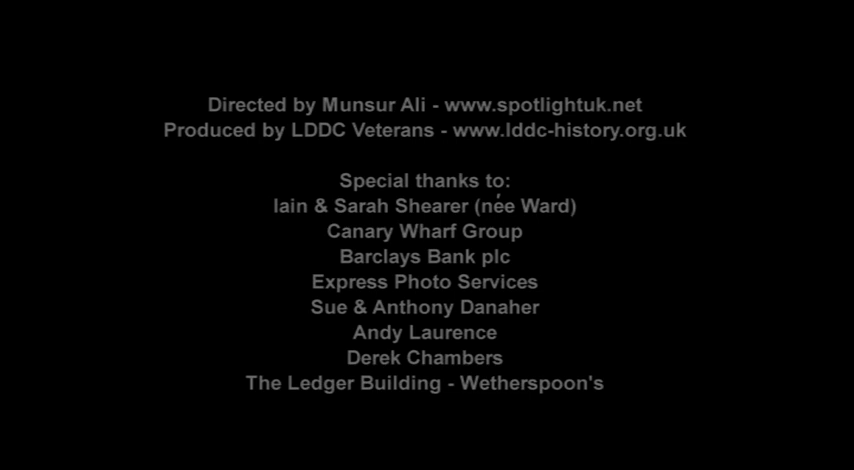 Directed by Munsur Ali - www.spotlightuk.net
Produced by LDDC Veterans - www.lddc-history.org.uk
Special thanks to:
Iain & Sarah Shearer (née Ward)
Canary Wharf Group
Barclays Bank plc
Express Photo Services
Sue & Anthony Danaher
Andy Laurence
Derek Chambers
The Ledger Building - Wetherspoon's